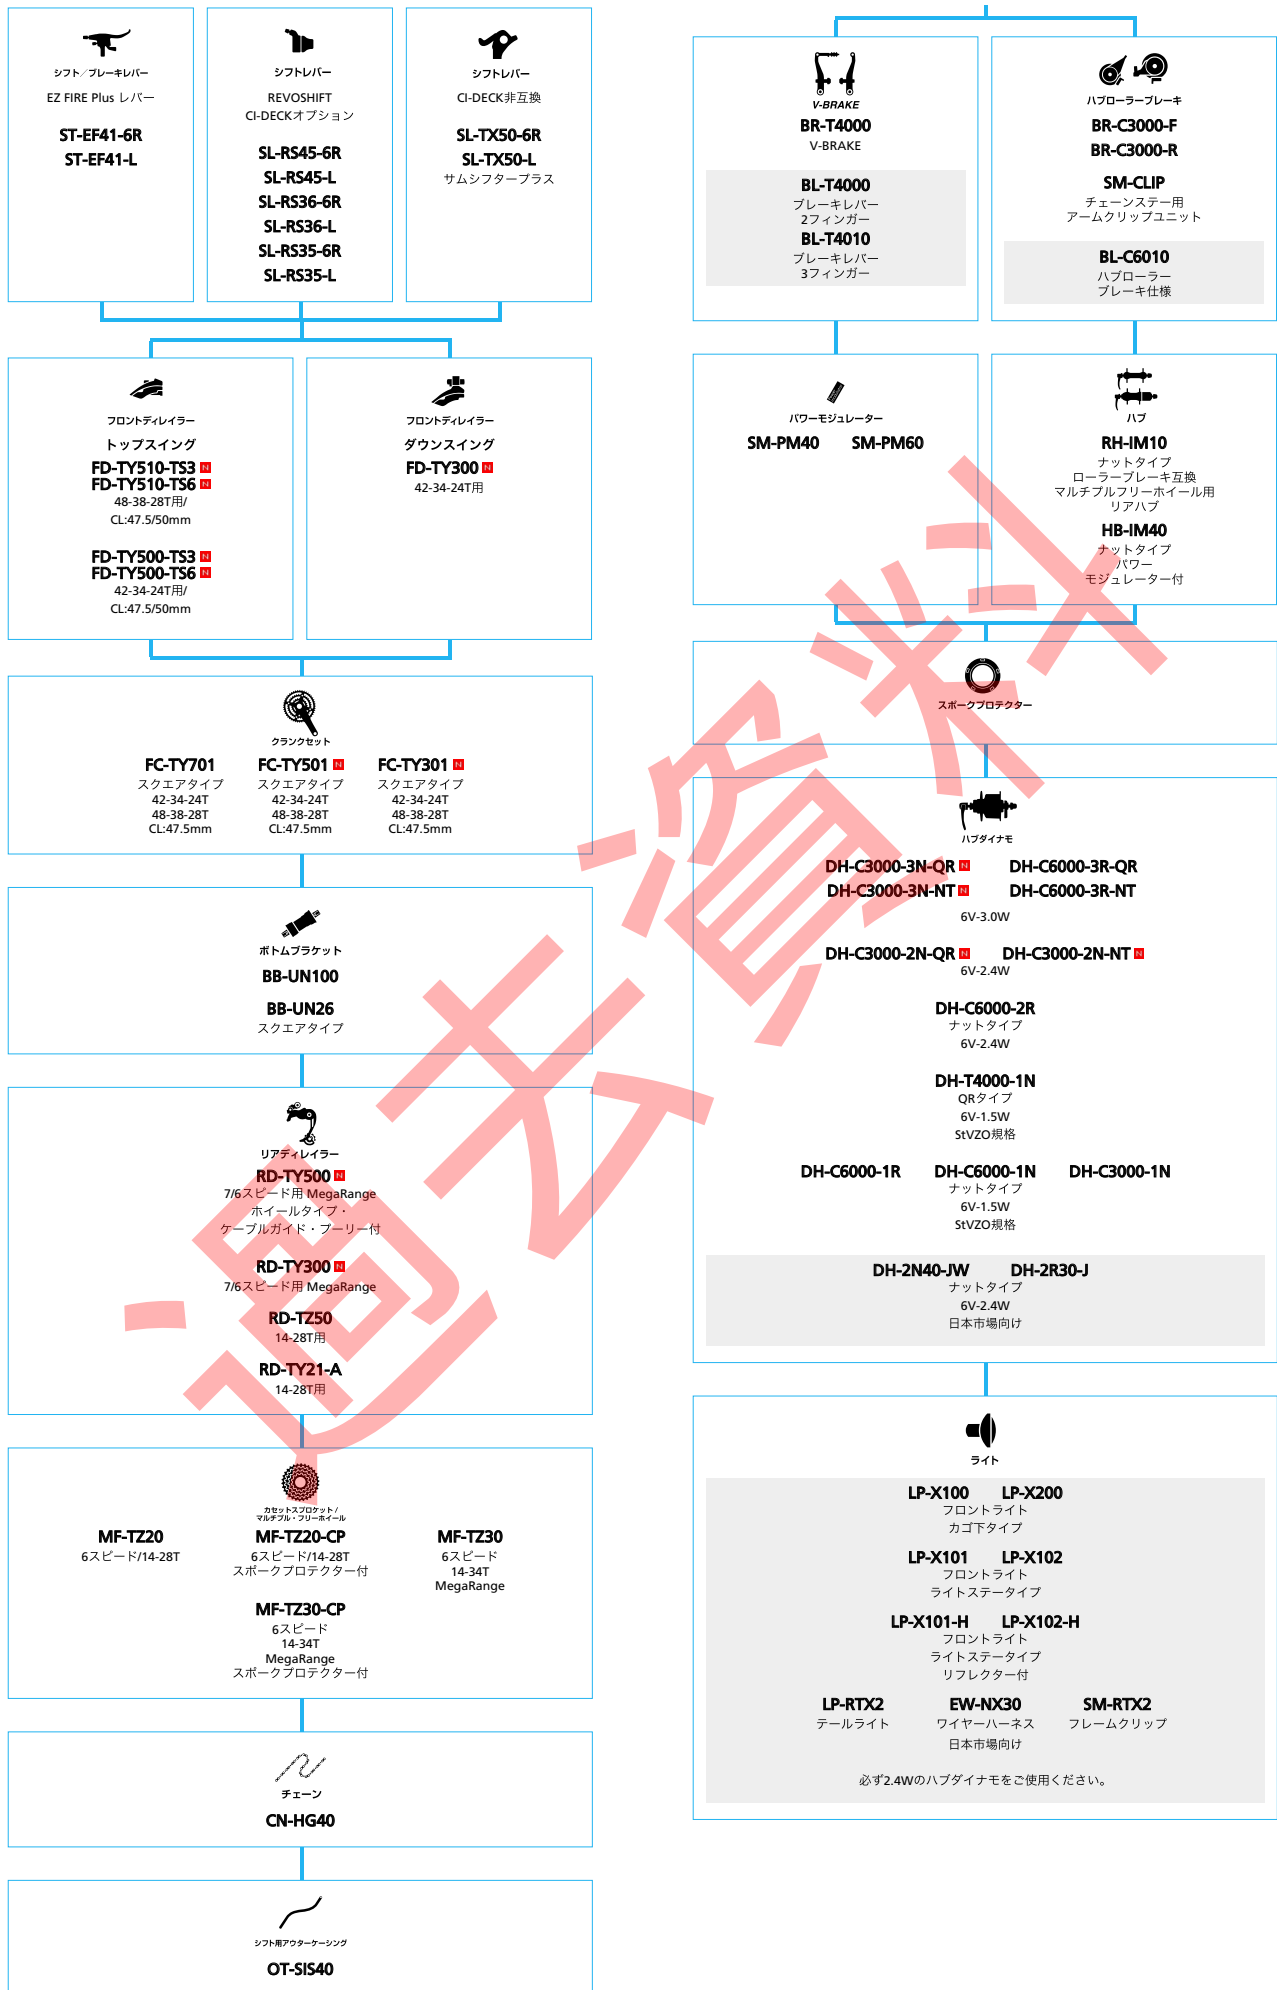 シフト／ブレーキレバー
EZ FIRE Plus レバー
ST-EF41-6R
ST-EF41-L
シフトレバー
REVOSHIFT
CI-DECKオプション
SL-RS45-6R
SL-RS45-L
SL-RS36-6R
SL-RS36-L
SL-RS35-6R
SL-RS35-L
シフトレバー
CI-DECK非互換
SL-TX50-6R
SL-TX50-L
サムシフタープラス
フロントディレイラー
トップスイング
FD-TY510-TS3 N
FD-TY510-TS6 N
48-38-28T用/
CL:47.5/50mm
FD-TY500-TS3 N
FD-TY500-TS6 N
42-34-24T用/
CL:47.5/50mm
フロントディレイラー
ダウンスイング
FD-TY300 N
42-34-24T用
クランクセット
FC-TY701
スクエアタイプ
42-34-24T
48-38-28T
CL:47.5mm
FC-TY501 N
スクエアタイプ
42-34-24T
48-38-28T
CL:47.5mm
FC-TY301 N
スクエアタイプ
42-34-24T
48-38-28T
CL:47.5mm
ボトムブラケット
BB-UN100
BB-UN26
スクエアタイプ
リアディレイラー
RD-TY500 N
7/6スピード用 MegaRange
ホイールタイプ・
ケーブルガイド・プーリー付
RD-TY300 N
7/6スピード用 MegaRange
RD-TZ50
14-28T用
RD-TY21-A
14-28T用
カセットスプロケット /
マルチプル・フリーホイール
MF-TZ20
6スピード/14-28T
MF-TZ20-CP
6スピード/14-28T
スポークプロテクター付
MF-TZ30
6スピード
14-34T
MegaRange
MF-TZ30-CP
6スピード
14-34T
MegaRange
スポークプロテクター付
チェーン
CN-HG40
シフト用アウターケーシング
OT-SIS40
V-BRAKE
BR-T4000
V-BRAKE
BL-T4000
ブレーキレバー
2フィンガー
BL-T4010
ブレーキレバー
3フィンガー
ハブローラーブレーキ
BR-C3000-F
BR-C3000-R
SM-CLIP
チェーンステー用
アームクリップユニット
BL-C6010
ハブローラー
ブレーキ仕様
パワーモジュレーター
SM-PM40 SM-PM60
ハブ
RH-IM10
ナットタイプ
ローラーブレーキ互換
マルチプルフリーホイール用
リアハブ
HB-IM40
ナットタイプ
パワー
モジュレーター付
スポークプロテクター
ハブダイナモ
DH-C3000-3N-QR N DH-C6000-3R-QR
DH-C3000-3N-NT N DH-C6000-3R-NT
6V-3.0W
DH-C3000-2N-QR N DH-C3000-2N-NT N
6V-2.4W
DH-C6000-2R
ナットタイプ
6V-2.4W
DH-T4000-1N
QRタイプ
6V-1.5W
StVZO規格
DH-C6000-1R DH-C6000-1N DH-C3000-1N
ナットタイプ
6V-1.5W
StVZO規格
DH-2N40-JW DH-2R30-J
ナットタイプ
6V-2.4W
日本市場向け
ライト
LP-X100 LP-X200
フロントライト
カゴ下タイプ
LP-X101 LP-X102
フロントライト
ライトステータイプ
LP-X101-H LP-X102-H
フロントライト
ライトステータイプ
リフレクター付
LP-RTX2 EW-NX30 SM-RTX2
テールライト ワイヤーハーネス フレームクリップ
日本市場向け
必ず2.4Wのハブダイナモをご使用ください。
過去資料